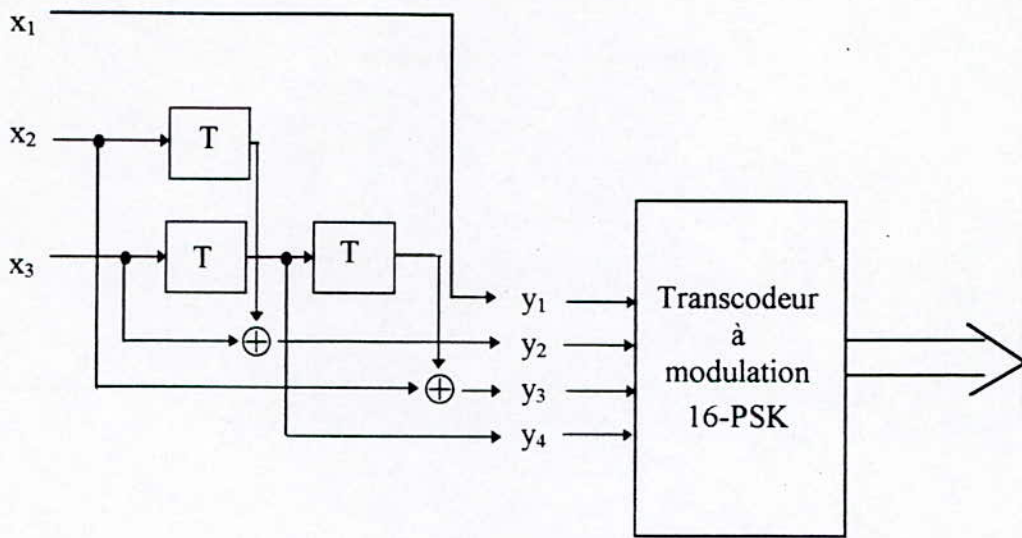 x₁
x₂
T
x₃
T
T
y₁
y₂
y₃
y₄
Transcodeur
à
modulation
16-PSK